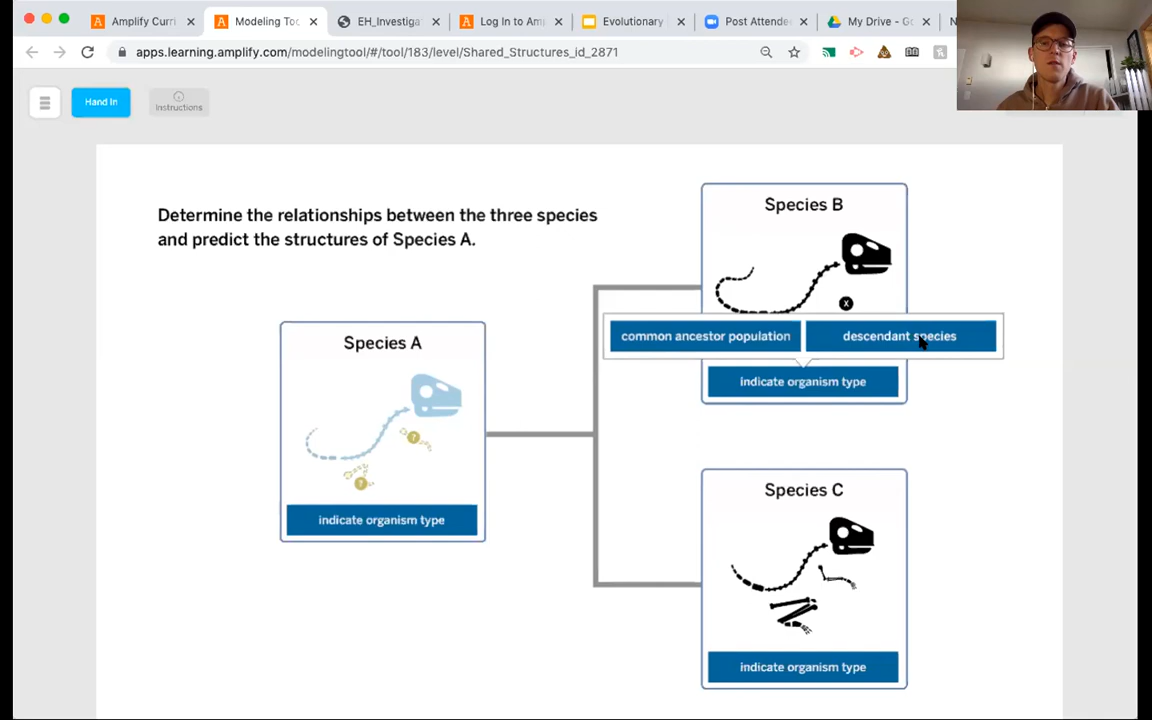 Amplify Curri
Modeling Too
EH_Investiga
Log In to Am
Evolutionary
Post Attende
My Drive - Go
N
apps.learning.amplify.com/modelingtool/#/tool/183/level/Shared_Structures_id_2871
Hand In
Instructions
Determine the relationships between the three species
and predict the structures of Species A.
Species B
X
common ancestor population
descendant species
indicate organism type
Species A
?
?
indicate organism type
Species C
indicate organism type